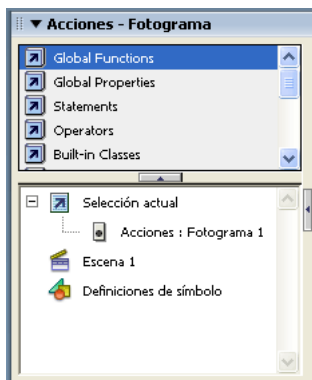 Acciones - Fotograma
Global Functions
Global Properties
Statements
Operators
Built-in Classes
Selección actual
Acciones : Fotograma 1
Escena 1
Definiciones de símbolo